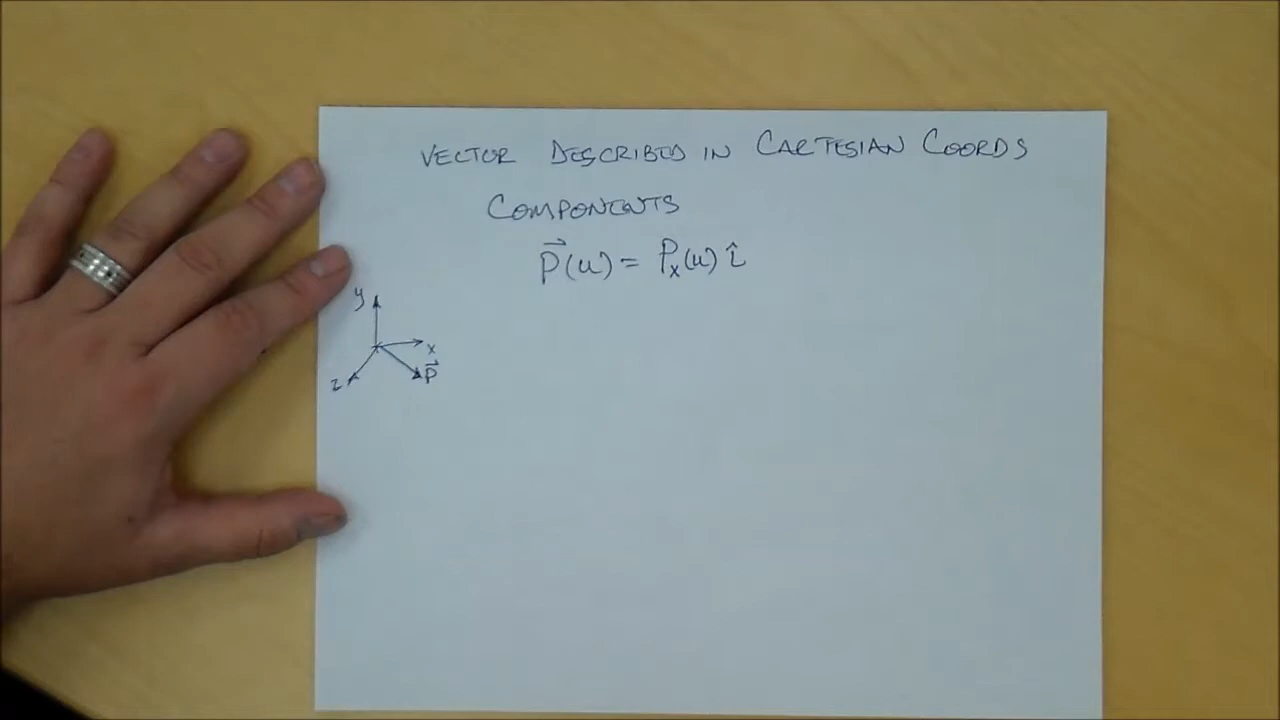 VECTOR DESCRIBED IN CARTESIAN COORDS
COMPONENTS
P⃗(u) = Pₓ(u) î
y
x
z
P⃗